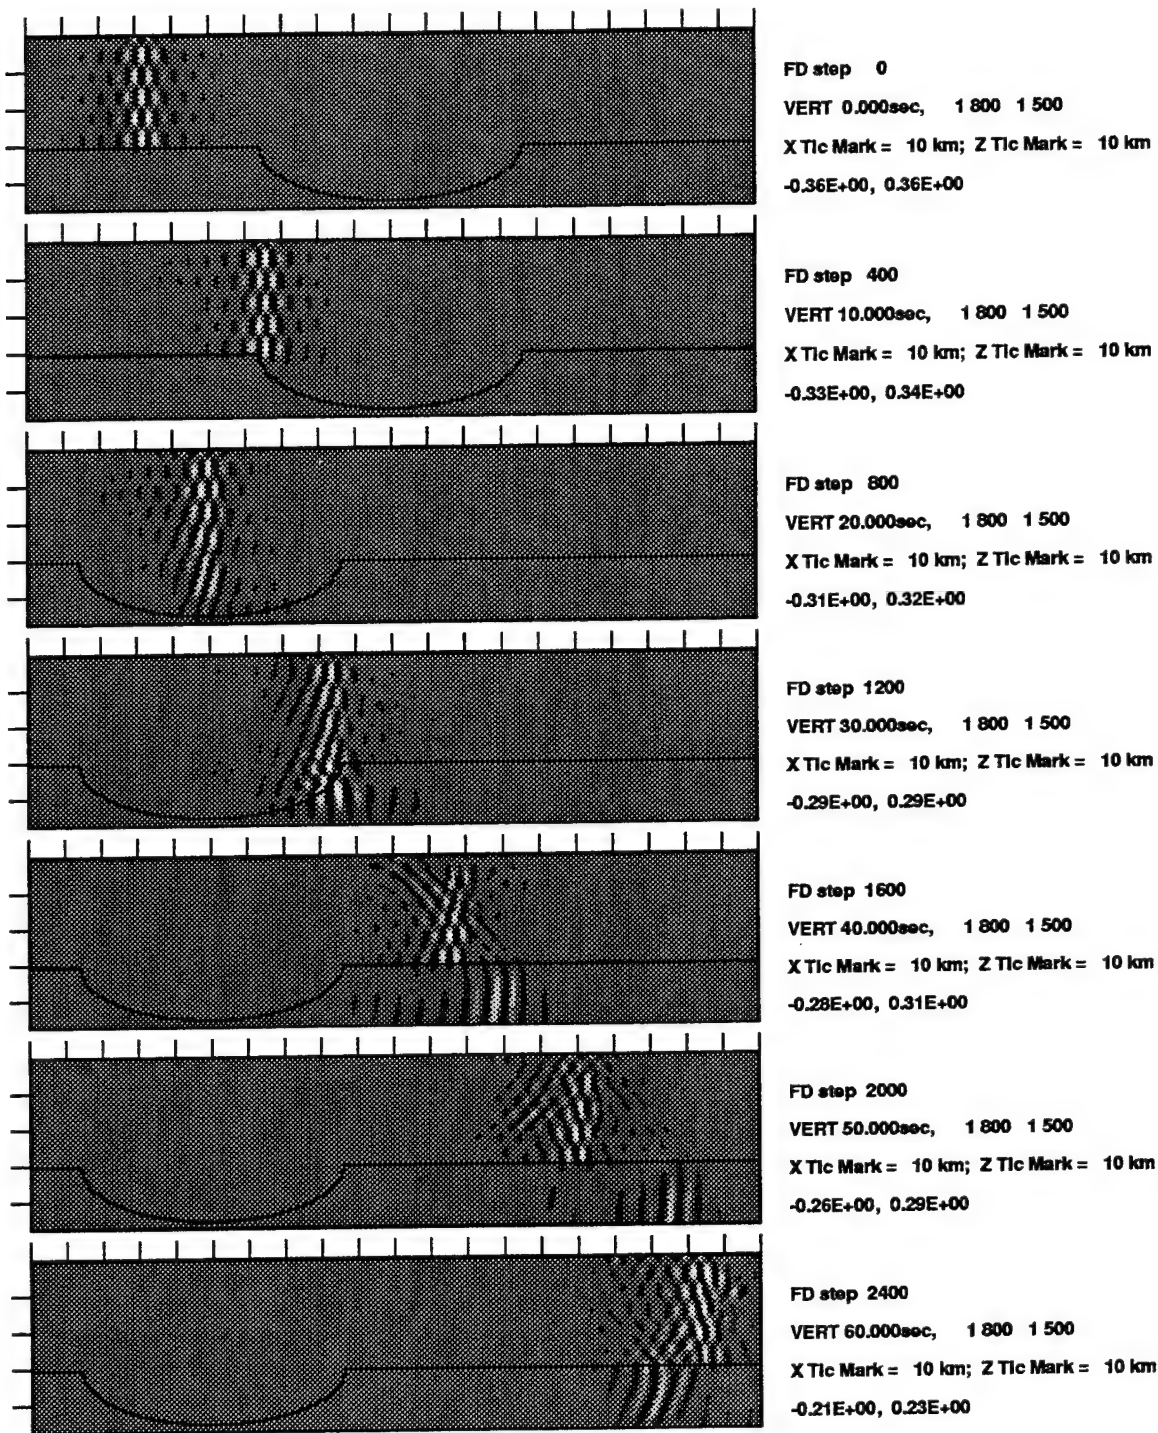 FD step 0
VERT 0.000sec, 1 800 1 500
X Tic Mark = 10 km; Z Tic Mark = 10 km
-0.36E+00, 0.36E+00
FD step 400
VERT 10.000sec, 1 800 1 500
X Tic Mark = 10 km; Z Tic Mark = 10 km
-0.33E+00, 0.34E+00
FD step 800
VERT 20.000sec, 1 800 1 500
X Tic Mark = 10 km; Z Tic Mark = 10 km
-0.31E+00, 0.32E+00
FD step 1200
VERT 30.000sec, 1 800 1 500
X Tic Mark = 10 km; Z Tic Mark = 10 km
-0.29E+00, 0.29E+00
FD step 1600
VERT 40.000sec, 1 800 1 500
X Tic Mark = 10 km; Z Tic Mark = 10 km
-0.28E+00, 0.31E+00
FD step 2000
VERT 50.000sec, 1 800 1 500
X Tic Mark = 10 km; Z Tic Mark = 10 km
-0.26E+00, 0.29E+00
FD step 2400
VERT 60.000sec, 1 800 1 500
X Tic Mark = 10 km; Z Tic Mark = 10 km
-0.21E+00, 0.23E+00